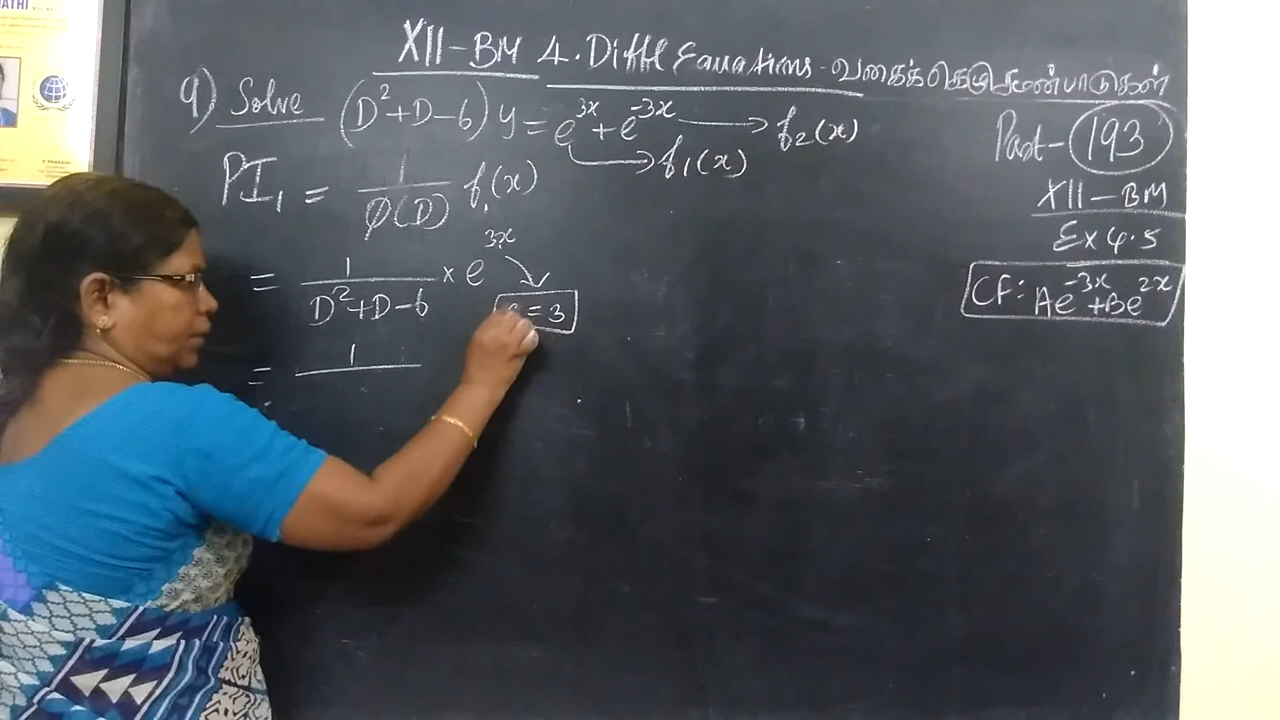 XII-BM 4. Diffl Equations - வகைக்கெழு சமன்பாடுகள்
9) Solve (D²+D-6) y = e^{3x} + e^{-3x} → f₂(x)
→ f₁(x)
Part-193
XII-BM
Ex 4.5
CF: Ae^{-3x}+Be^{2x}
PI₁ = 1/φ(D) f₁(x)
= 1/(D²+D-6) × e^{3x}
= 3
= 1